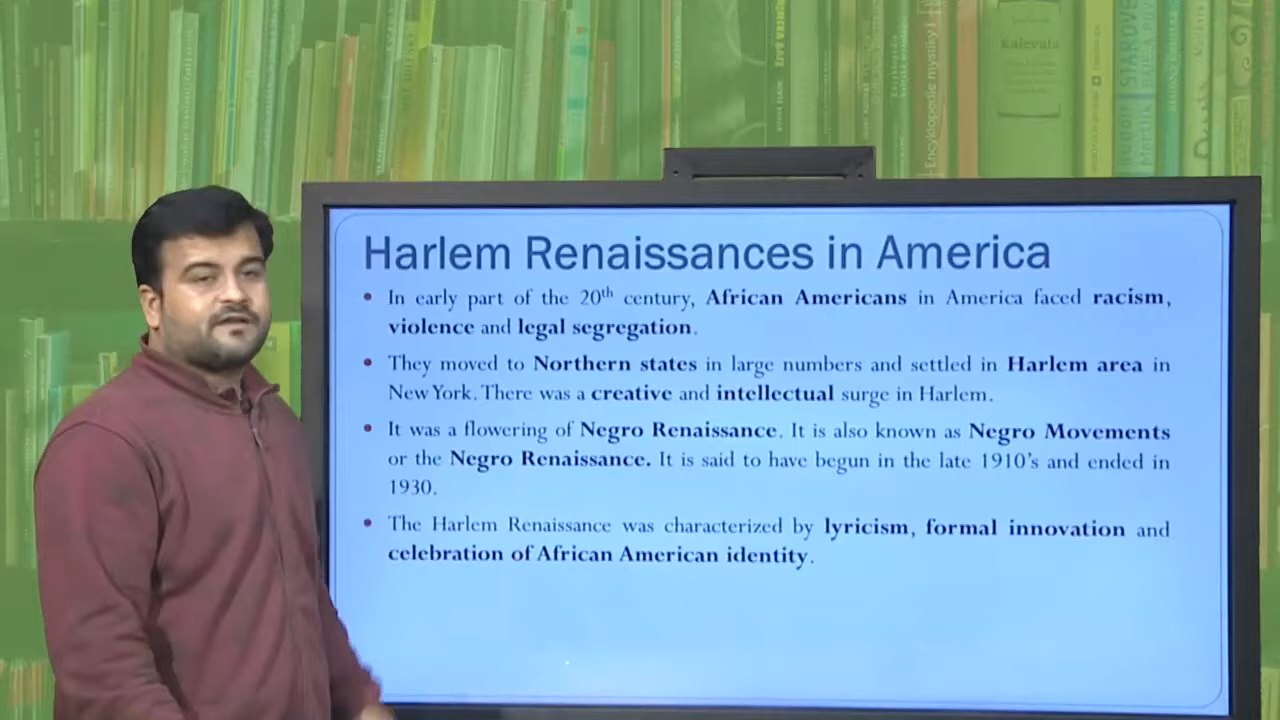 Kalevala
Encyklopedie mystiky I
Harlem Renaissances in America
• In early part of the 20th century, African Americans in America faced racism,
violence and legal segregation.
• They moved to Northern states in large numbers and settled in Harlem area in
New York. There was a creative and intellectual surge in Harlem.
• It was a flowering of Negro Renaissance. It is also known as Negro Movements
or the Negro Renaissance. It is said to have begun in the late 1910's and ended in
1930.
• The Harlem Renaissance was characterized by lyricism, formal innovation and
celebration of African American identity.